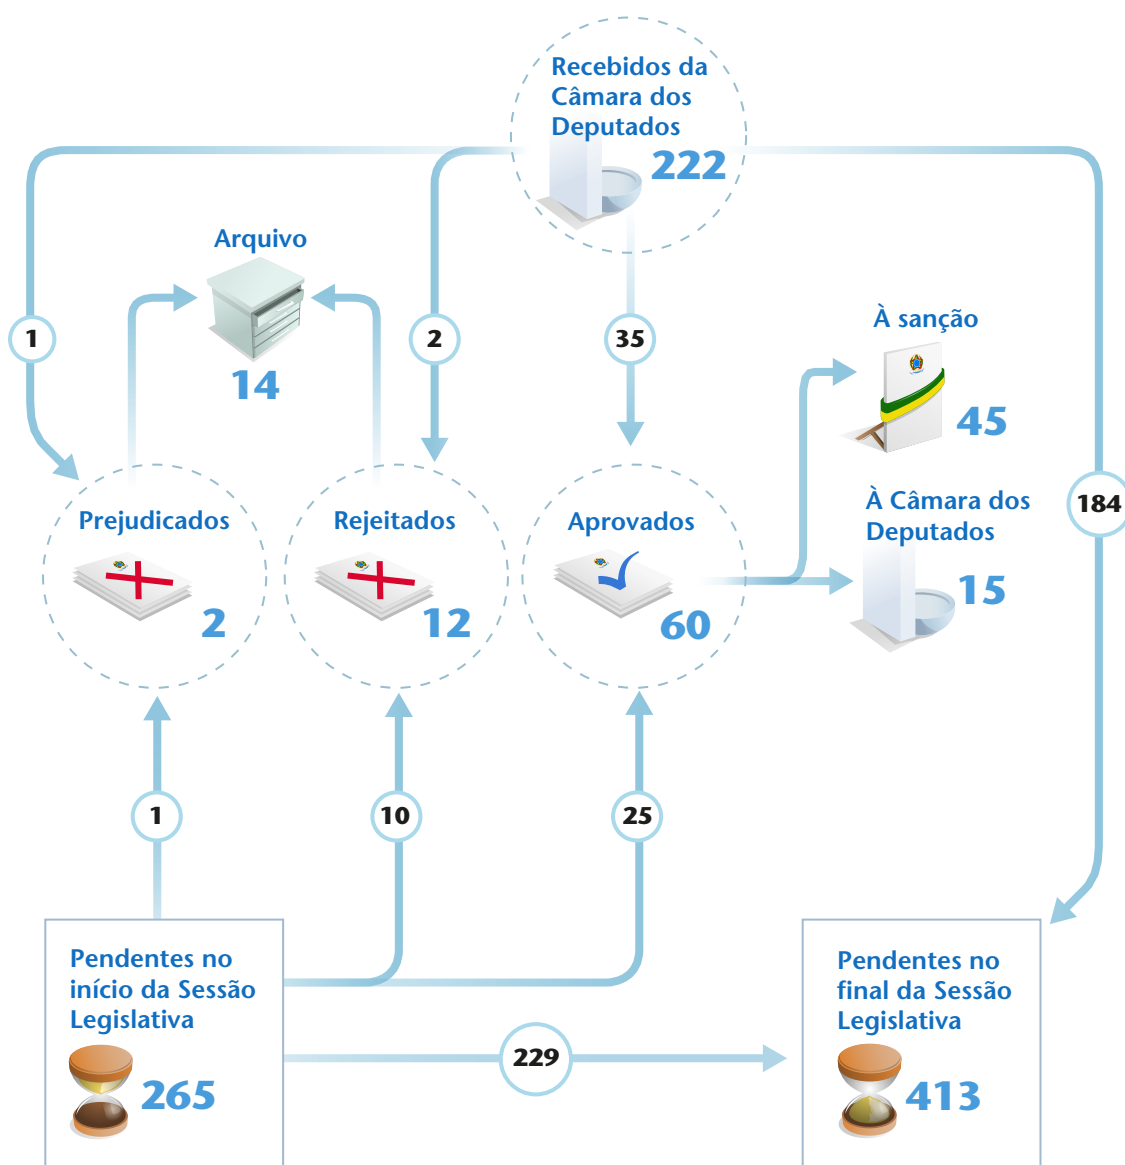 Recebidos da
Câmara dos
Deputados
222
Arquivo
14
1
2
35
À sanção
45
Prejudicados
2
Rejeitados
12
Aprovados
60
À Câmara dos
Deputados
15
184
1
10
25
Pendentes no
início da Sessão
Legislativa
265
229
Pendentes no
final da Sessão
Legislativa
413